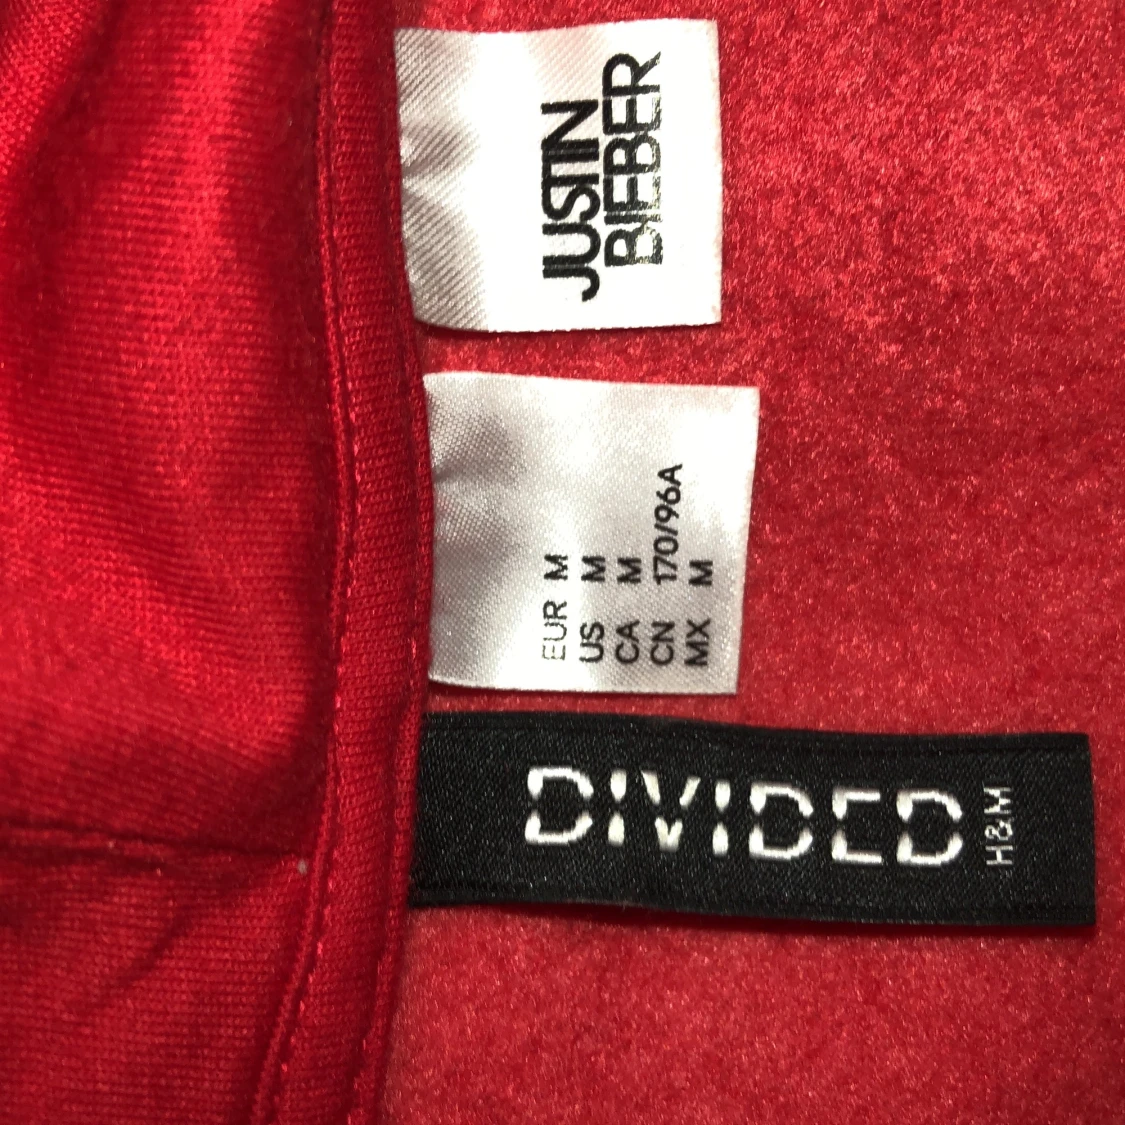 JUSTIN
BIEBER
EUR M
US M
CA M
CN 170/96A
MX M
DIVIDED
H&M